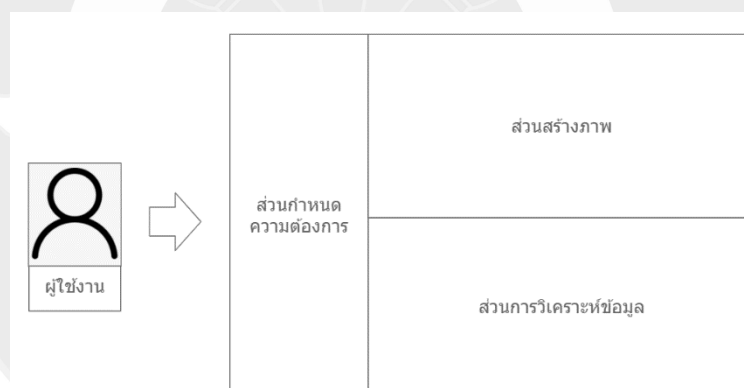 ส่วนสร้างภาพ
ส่วนกำหนด
ความต้องการ
ผู้ใช้งาน
ส่วนการวิเคราะห์ข้อมูล